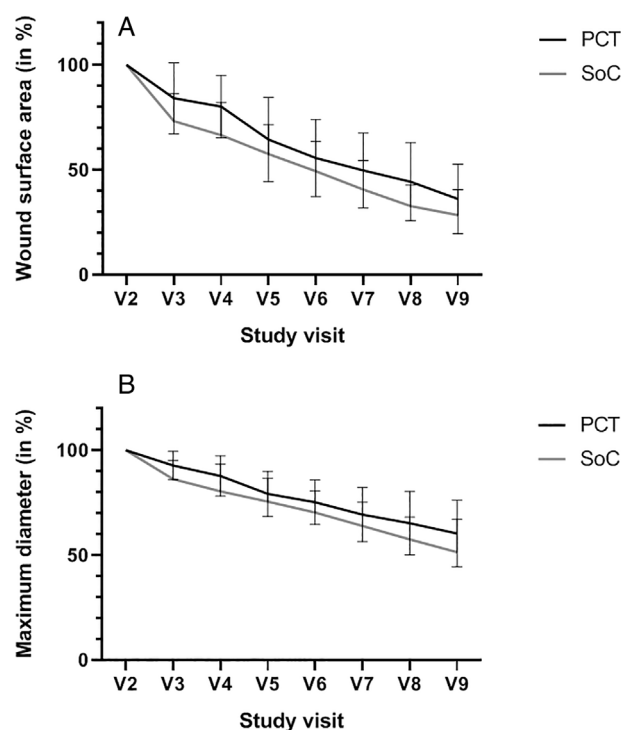 A
PCT
SoC
Wound surface area (in %)
100
50
0
V2 V3 V4 V5 V6 V7 V8 V9
Study visit
B
PCT
SoC
Maximum diameter (in %)
100
50
0
V2 V3 V4 V5 V6 V7 V8 V9
Study visit